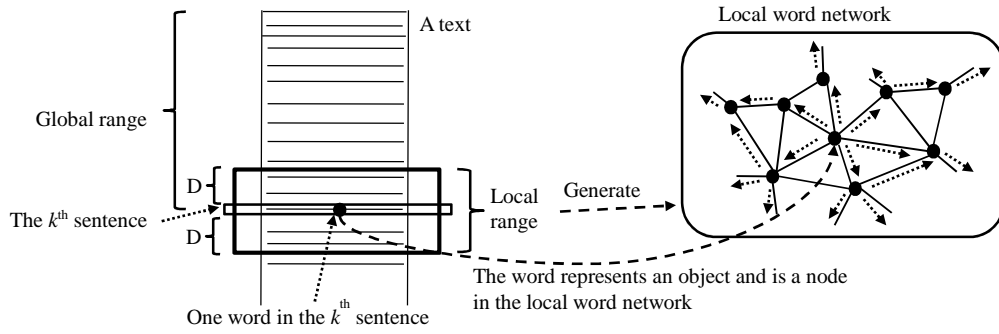 Local word network
A text
Global range
D
Local
range
Generate
The kth sentence
D
The word represents an object and is a node
in the local word network
One word in the kth sentence